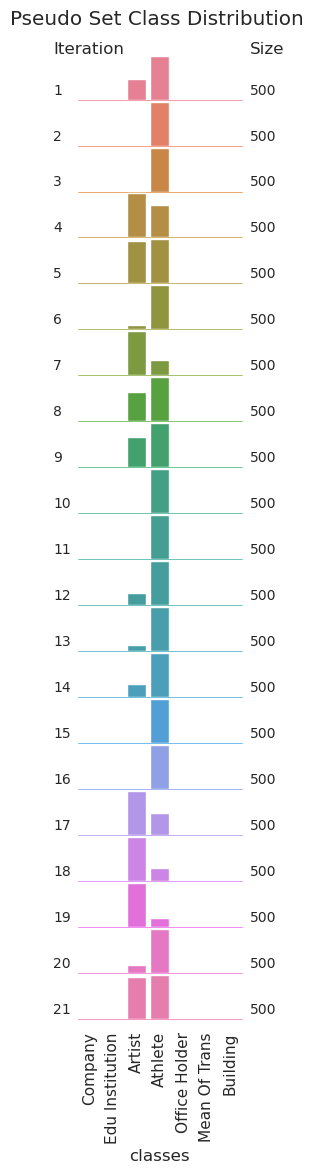 Pseudo Set Class Distribution
Iteration Size
1 500
2 500
3 500
4 500
5 500
6 500
7 500
8 500
9 500
10 500
11 500
12 500
13 500
14 500
15 500
16 500
17 500
18 500
19 500
20 500
21 500
Company
Edu Institution
Artist
Athlete
Office Holder
Mean Of Trans
Building
classes